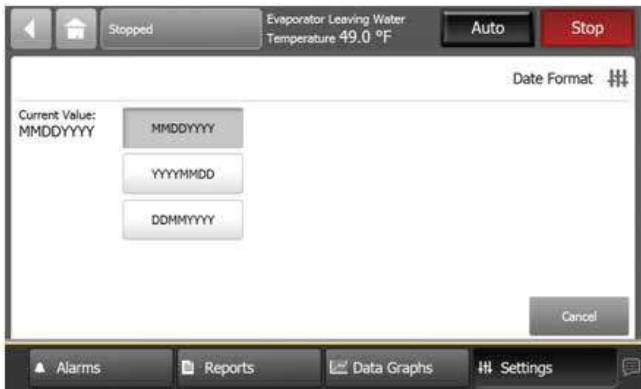 Stopped
Evaporator Leaving Water
Temperature 49.0 °F
Auto
Stop
Date Format
Current Value:
MMDDYYYY
MMDDYYYY
YYYYMMDD
DDMMYYYY
Cancel
Alarms
Reports
Data Graphs
Settings